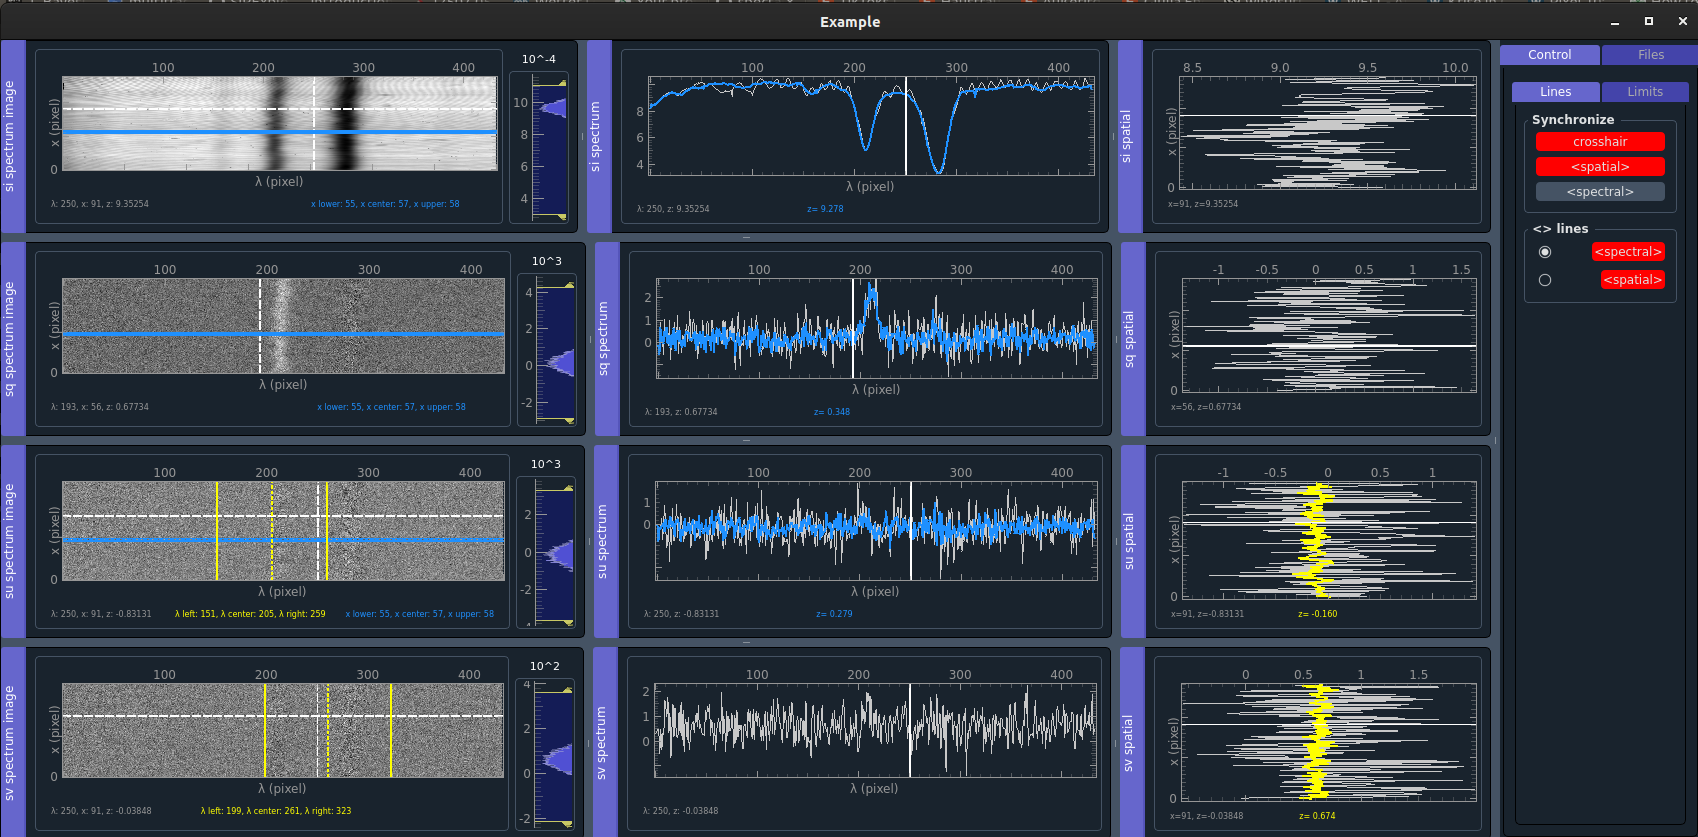 Example
Control
Files
Lines
Limits
Synchronize
crosshair
<spatial>
<spectral>
<> lines
<spectral>
<spatial>
si spectrum image
100 200 300 400
x (pixel)
0
λ (pixel)
λ: 250, x: 91, z: 9.35254
x lower: 55, x center: 57, x upper: 58
10^-4
10
8
6
4
si spectrum
100 200 300 400
8
6
4
λ (pixel)
λ: 250, z: 9.35254
z= 9.278
si spatial
8.5 9.0 9.5 10.0
x (pixel)
0
x=91, z=9.35254
sq spectrum image
100 200 300 400
x (pixel)
0
λ (pixel)
λ: 193, x: 56, z: 0.67734
x lower: 55, x center: 57, x upper: 58
10^3
4
2
0
-2
sq spectrum
100 200 300 400
2
1
0
λ (pixel)
λ: 193, z: 0.67734
z= 0.348
sq spatial
-1 -0.5 0 0.5 1 1.5
x (pixel)
0
x=56, z=0.67734
su spectrum image
100 200 300 400
x (pixel)
0
λ (pixel)
λ: 250, x: 91, z: -0.83131
λ left: 151, λ center: 205, λ right: 259
x lower: 55, x center: 57, x upper: 58
10^3
2
0
-2
su spectrum
100 200 300 400
1
0
λ (pixel)
λ: 250, z: -0.83131
z= 0.279
su spatial
-1 -0.5 0 0.5 1
x (pixel)
0
x=91, z=-0.83131
z= -0.160
sv spectrum image
100 200 300 400
x (pixel)
0
λ (pixel)
λ: 250, x: 91, z: -0.03848
λ left: 199, λ center: 261, λ right: 323
10^2
4
2
0
-2
sv spectrum
100 200 300 400
2
1
0
λ (pixel)
λ: 250, z: -0.03848
sv spatial
0 0.5 1 1.5
x (pixel)
0
x=91, z=-0.03848
z= 0.674